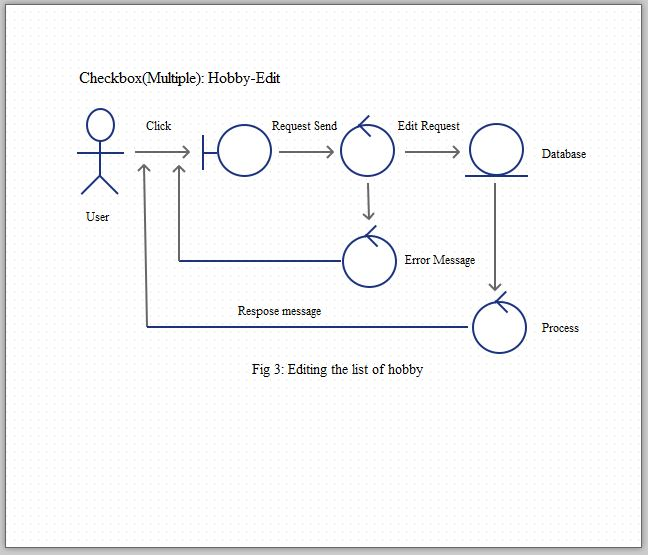 Checkbox(Multiple): Hobby-Edit
Click
Request Send
Edit Request
Database
User
Error Message
Respose message
Process
Fig 3: Editing the list of hobby